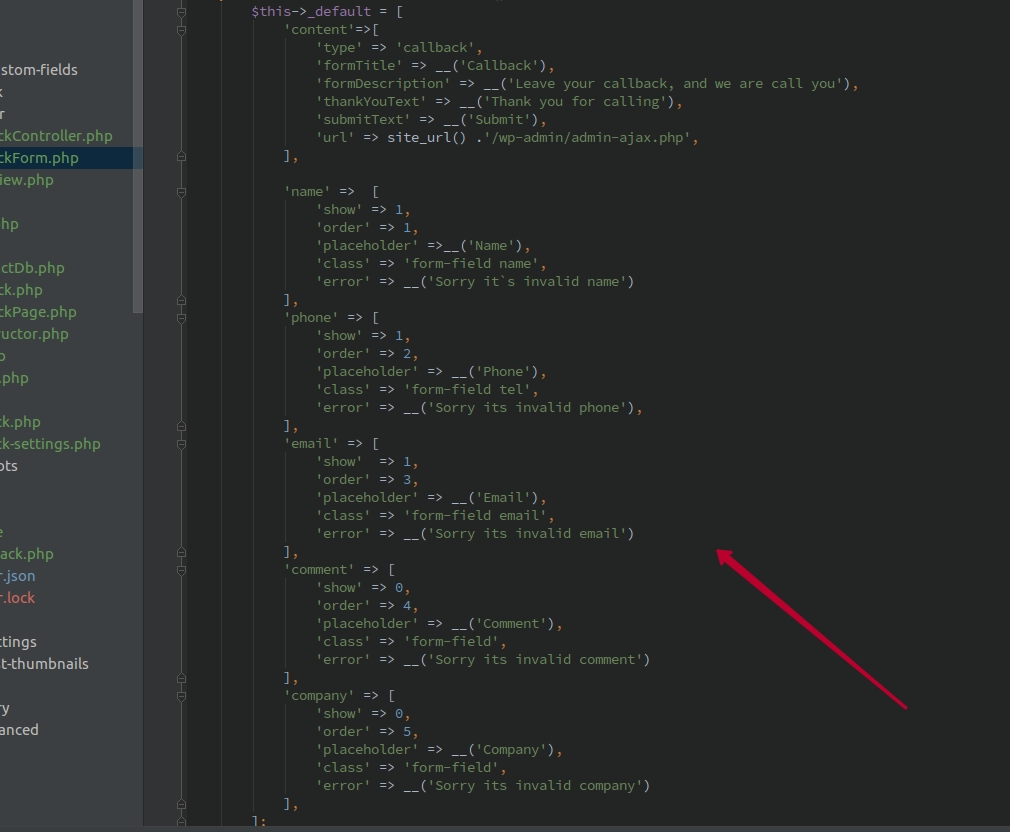 $this->_default = [
'content'=>[
'type' => 'callback',
'formTitle' => __('Callback'),
'formDescription' => __('Leave your callback, and we are call you'),
'thankYouText' => __('Thank you for calling'),
'submitText' => __('Submit'),
'url' => site_url() .'/wp-admin/admin-ajax.php',
],
'name' =>  [
'show' => 1,
'order' => 1,
'placeholder' =>__('Name'),
'class' => 'form-field name',
'error' => __('Sorry it`s invalid name')
],
'phone' => [
'show' => 1,
'order' => 2,
'placeholder' => __('Phone'),
'class' => 'form-field tel',
'error' => __('Sorry its invalid phone'),
],
'email' => [
'show'  => 1,
'order' => 3,
'placeholder' => __('Email'),
'class' => 'form-field email',
'error' => __('Sorry its invalid email')
],
'comment' => [
'show' => 0,
'order' => 4,
'placeholder' => __('Comment'),
'class' => 'form-field',
'error' => __('Sorry its invalid comment')
],
'company' => [
'show' => 0,
'order' => 5,
'placeholder' => __('Company'),
'class' => 'form-field',
'error' => __('Sorry its invalid company')
],
];
stom-fields
k
r
ckController.php
ckForm.php
iew.php
hp
ctDb.php
ck.php
ckPage.php
ructor.php
p
.php
ck.php
ck-settings.php
ots
e
ack.php
r.json
r.lock
ttings
st-thumbnails
ry
anced